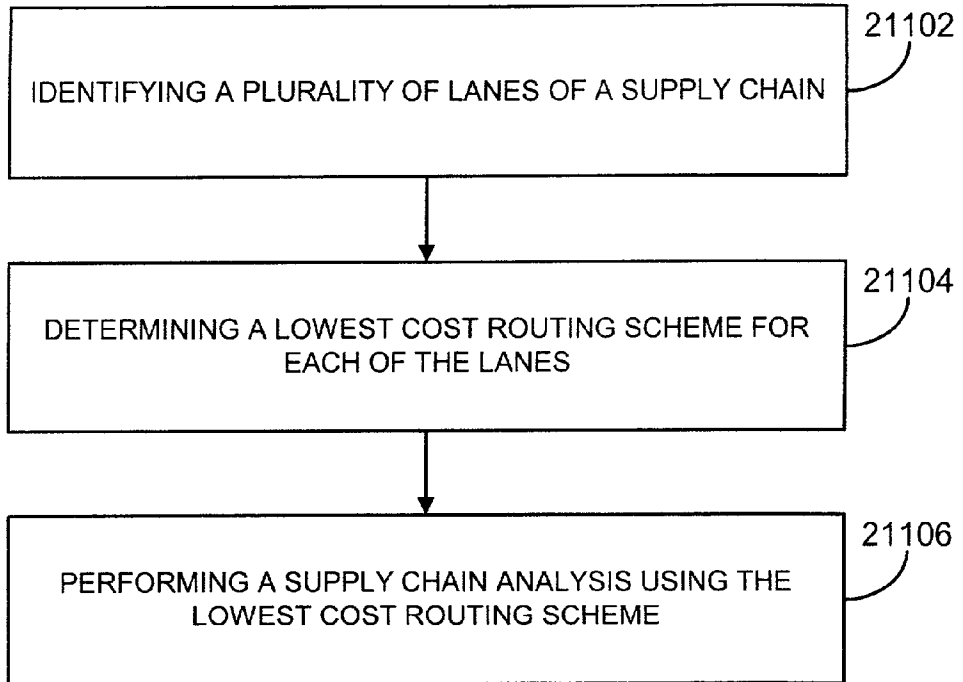 21102
IDENTIFYING A PLURALITY OF LANES OF A SUPPLY CHAIN
21104
DETERMINING A LOWEST COST ROUTING SCHEME FOR
EACH OF THE LANES
21106
PERFORMING A SUPPLY CHAIN ANALYSIS USING THE
LOWEST COST ROUTING SCHEME